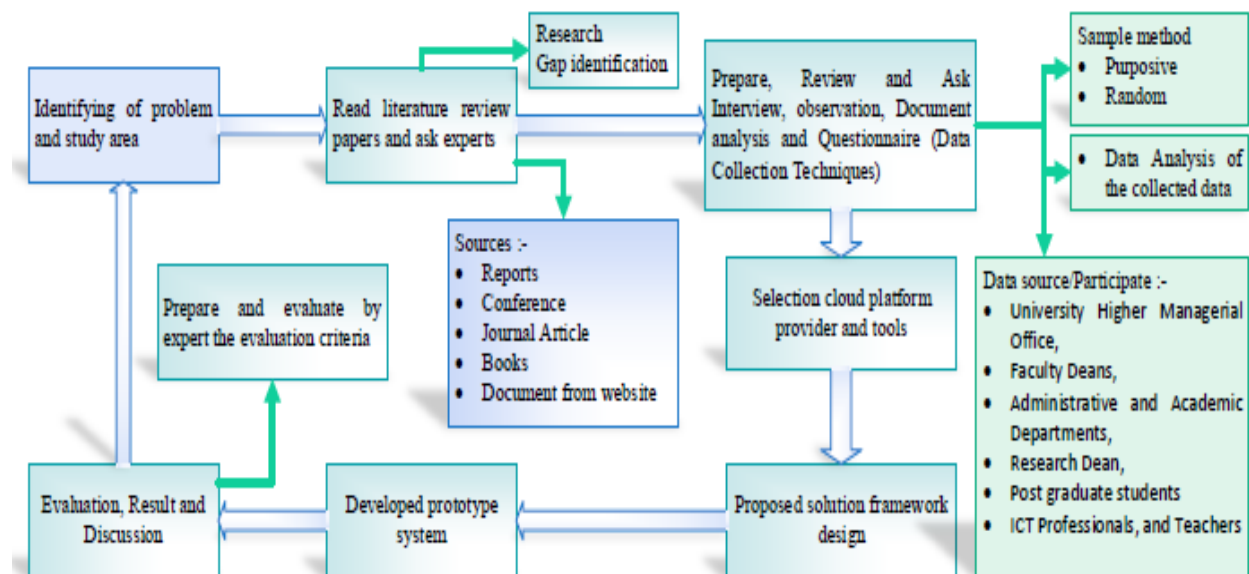 Identifying of problem
and study area
Read literature review
papers and ask experts
Research
Gap identification
Prepare, Review and Ask
Interview, observation, Document
analysis and Questionnaire (Data
Collection Techniques)
Sample method
• Purposive
• Random
• Data Analysis of
the collected data
Data source/Participate :-
• University Higher Managerial
Office,
• Faculty Deans,
• Administrative and Academic
Departments,
• Research Dean,
• Post graduate students
• ICT Professionals, and Teachers
Sources :-
• Reports
• Conference
• Journal Article
• Books
• Document from website
Selection cloud platform
provider and tools
Prepare and evaluate by
expert the evaluation criteria
Evaluation, Result and
Discussion
Developed prototype
system
Proposed solution framework
design